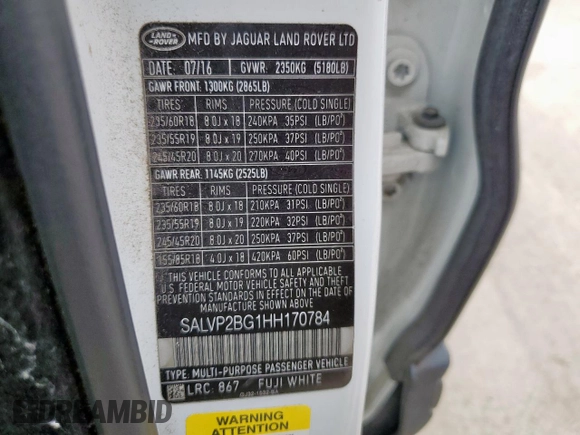 LAND-
ROVER
MFD BY JAGUAR LAND ROVER LTD
DATE: 07/16 GVWR: 2350KG (5180LB)
GAWR FRONT: 1300KG (2865LB)
TIRES RIMS PRESSURE (COLD SINGLE)
235/60R18 8.0J x 18 240KPA 35PSI (LB/PO²)
235/55R19 8.0J x 19 250KPA 37PSI (LB/PO²)
245/45R20 8.0J x 20 270KPA 40PSI (LB/PO²)
GAWR REAR: 1145KG (2525LB)
TIRES RIMS PRESSURE (COLD SINGLE)
235/60R18 8.0J x 18 210KPA 31PSI (LB/PO²)
235/55R19 8.0J x 19 220KPA 32PSI (LB/PO²)
245/45R20 8.0J x 20 250KPA 37PSI (LB/PO²)
155/85R18 4.0J x 18 420KPA 60PSI (LB/PO²)
THIS VEHICLE CONFORMS TO ALL APPLICABLE
U.S. FEDERAL MOTOR VEHICLE SAFETY AND THEFT
PREVENTION STANDARDS IN EFFECT ON THE DATE OF
MANUFACTURE SHOWN ABOVE
SALVP2BG1HH170784
TYPE: MULTI-PURPOSE PASSENGER VEHICLE
LRC: 867 FUJI WHITE
WARNING
ATTENTION
DREAMBID